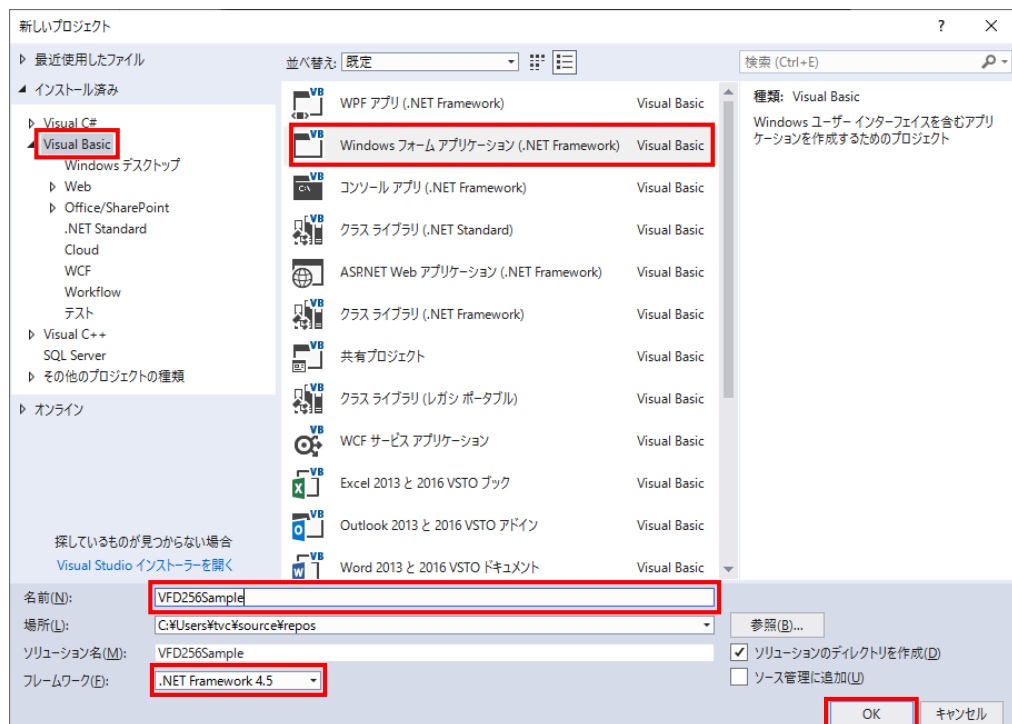 新しいプロジェクト
? ×
最近使用したファイル
インストール済み
Visual C#
Visual Basic
Windows デスクトップ
Web
Office/SharePoint
.NET Standard
Cloud
WCF
Workflow
テスト
Visual C++
SQL Server
その他のプロジェクトの種類
オンライン
探しているものが見つからない場合
Visual Studio インストーラーを開く
並べ替え: 既定
VB WPF アプリ (.NET Framework) Visual Basic
VB Windows フォーム アプリケーション (.NET Framework) Visual Basic
VB コンソール アプリ (.NET Framework) Visual Basic
VB クラス ライブラリ (.NET Standard) Visual Basic
VB ASP.NET Web アプリケーション (.NET Framework) Visual Basic
VB クラス ライブラリ (.NET Framework) Visual Basic
VB 共有プロジェクト Visual Basic
VB クラス ライブラリ (レガシ ポータブル) Visual Basic
VB WCF サービス アプリケーション Visual Basic
VB Excel 2013 と 2016 VSTO ブック Visual Basic
VB Outlook 2013 と 2016 VSTO アドイン Visual Basic
VB Word 2013 と 2016 VSTO ドキュメント Visual Basic
検索 (Ctrl+E)
種類: Visual Basic
Windows ユーザー インターフェイスを含むアプリ
ケーションを作成するためのプロジェクト
名前(N): VFD256Sample
場所(L): C:¥Users¥tvc¥source¥repos 参照(B)...
ソリューション名(M): VFD256Sample ソリューションのディレクトリを作成(D)
フレームワーク(F): .NET Framework 4.5 ソース管理に追加(U)
OK キャンセル